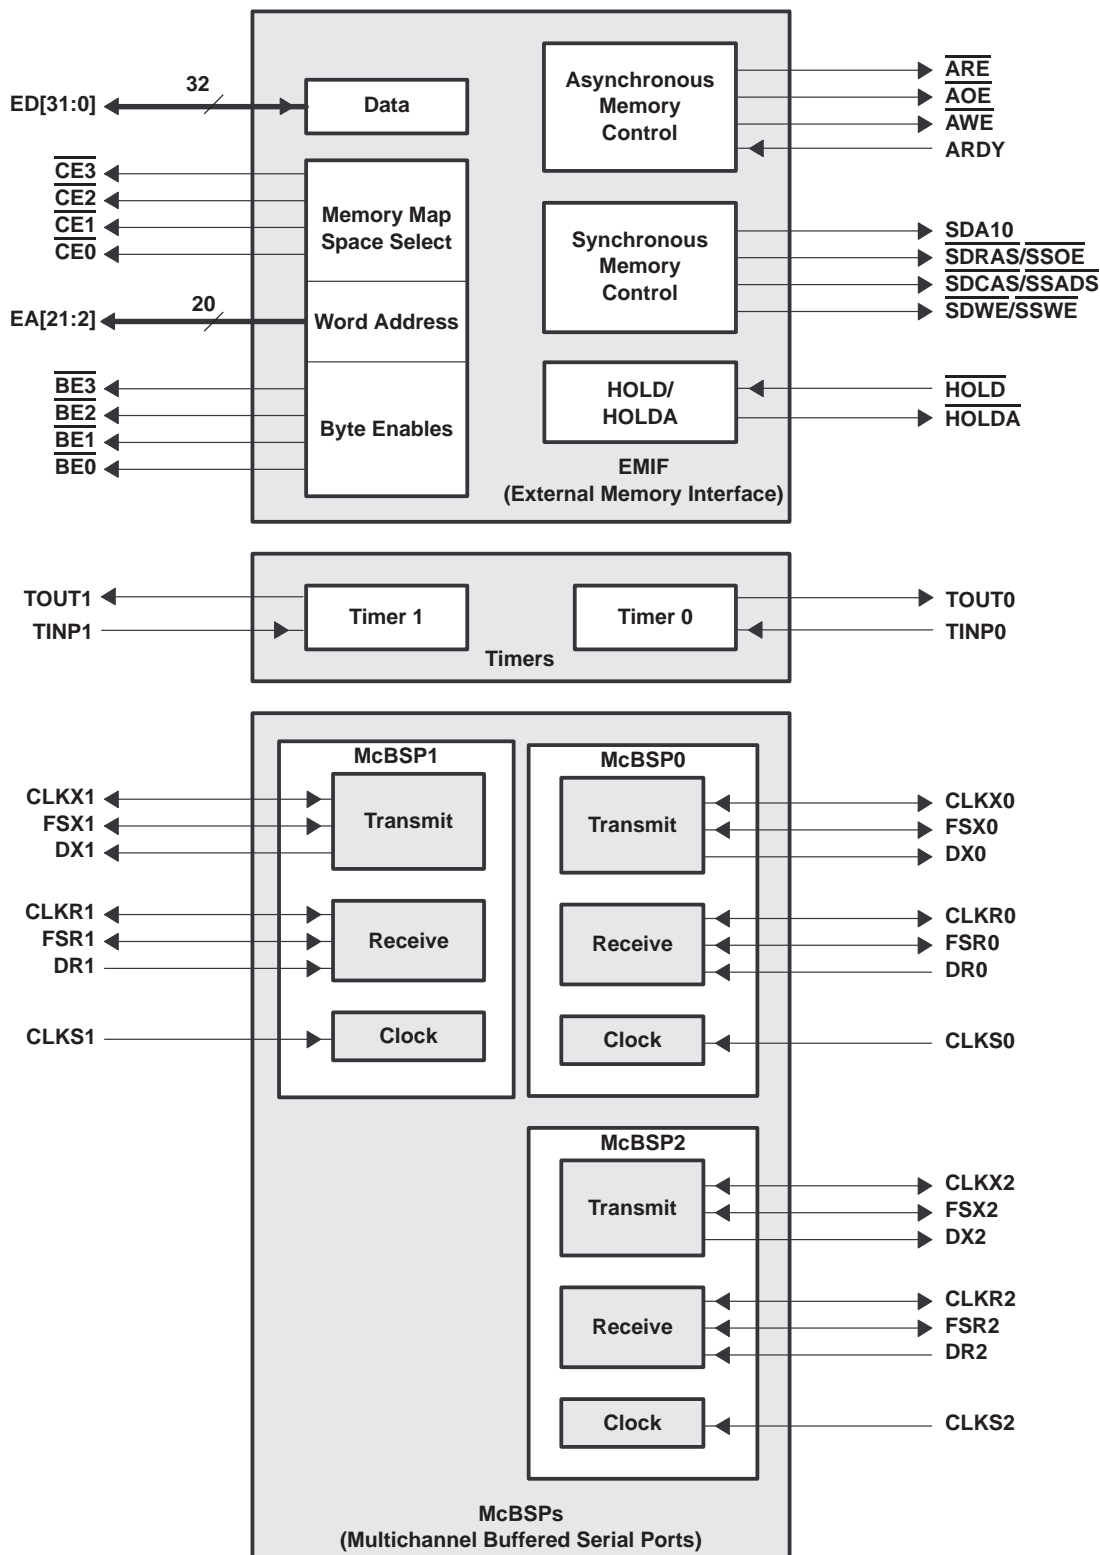 ED[31:0]
32
Data
CE3
CE2
CE1
CE0
Memory Map
Space Select
EA[21:2]
20
Word Address
BE3
BE2
BE1
BE0
Byte Enables
Asynchronous
Memory
Control
ARE
AOE
AWE
ARDY
Synchronous
Memory
Control
SDA10
SDRAS/SSOE
SDCAS/SSADS
SDWE/SSWE
HOLD/
HOLDA
HOLD
HOLDA
EMIF
(External Memory Interface)
TOUT1
TINP1
Timer 1
Timer 0
TOUT0
TINP0
Timers
McBSP1
CLKX1
FSX1
DX1
Transmit
CLKR1
FSR1
DR1
Receive
CLKS1
Clock
McBSP0
Transmit
CLKX0
FSX0
DX0
Receive
CLKR0
FSR0
DR0
Clock
CLKS0
McBSP2
Transmit
CLKX2
FSX2
DX2
Receive
CLKR2
FSR2
DR2
Clock
CLKS2
McBSPs
(Multichannel Buffered Serial Ports)